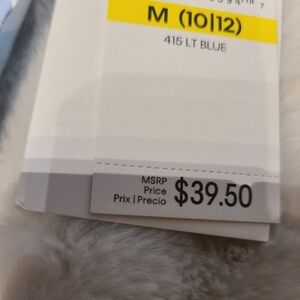 M (10|12)
415 LT BLUE
MSRP
Price
Prix | Precio
$39.50